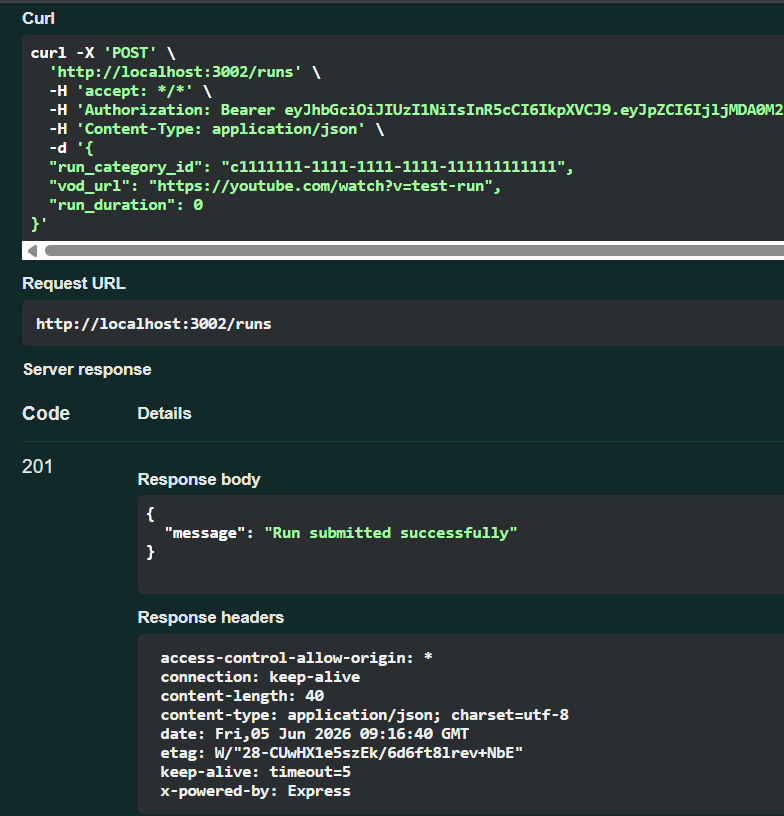 Curl
curl -X 'POST' \
'http://localhost:3002/runs' \
-H 'accept: */*' \
-H 'Authorization: Bearer eyJhbGciOiJIUzI1NiIsInR5cCI6IkpXVCJ9.eyJpZCI6IjljMDA0M2
-H 'Content-Type: application/json' \
-d '{
"run_category_id": "c1111111-1111-1111-1111-111111111111",
"vod_url": "https://youtube.com/watch?v=test-run",
"run_duration": 0
}'
Request URL
http://localhost:3002/runs
Server response
Code Details
201
Response body
{
"message": "Run submitted successfully"
}
Response headers
access-control-allow-origin: *
connection: keep-alive
content-length: 40
content-type: application/json; charset=utf-8
date: Fri,05 Jun 2026 09:16:40 GMT
etag: W/"28-CUwHX1e5szEk/6d6ft8lrev+NbE"
keep-alive: timeout=5
x-powered-by: Express